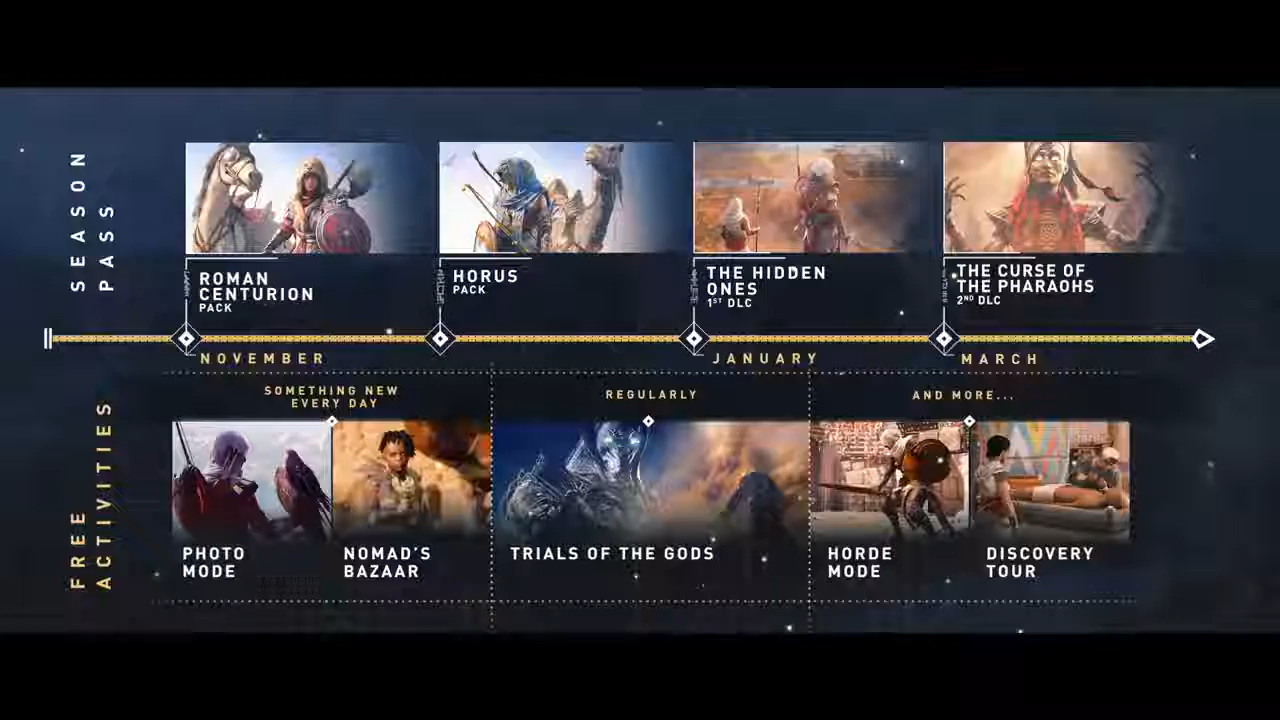 SEASON
PASS
ROMAN
CENTURION
PACK
HORUS
PACK
THE HIDDEN
ONES
1ST DLC
THE CURSE OF
THE PHARAOHS
2ND DLC
NOVEMBER
JANUARY
MARCH
FREE
ACTIVITIES
SOMETHING NEW
EVERY DAY
REGULARLY
AND MORE...
PHOTO
MODE
NOMAD'S
BAZAAR
TRIALS OF THE GODS
HORDE
MODE
DISCOVERY
TOUR